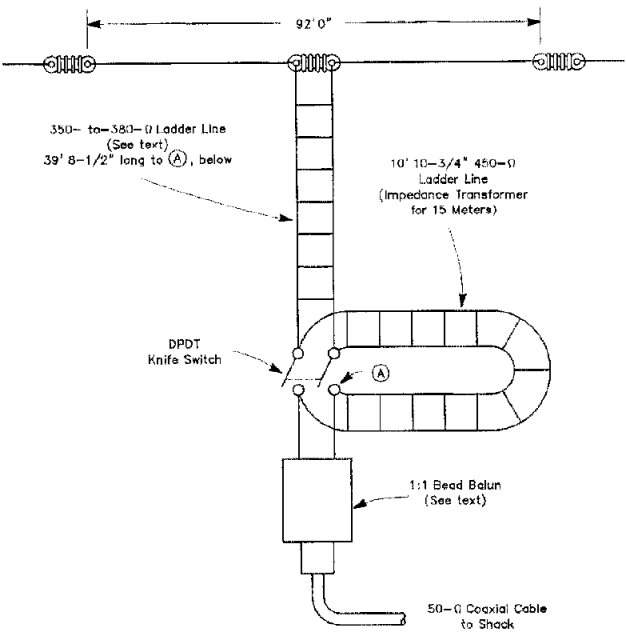 92'0"
350- to-380-Ω Ladder Line
(See text)
39' 8-1/2" long to Ⓐ, below
10' 10-3/4" 450-Ω
Ladder Line
(Impedance Transformer
for 15 Meters)
DPDT
Knife Switch
Ⓐ
1:1 Bead Balun
(See text)
50-Ω Coaxial Cable
to Shack